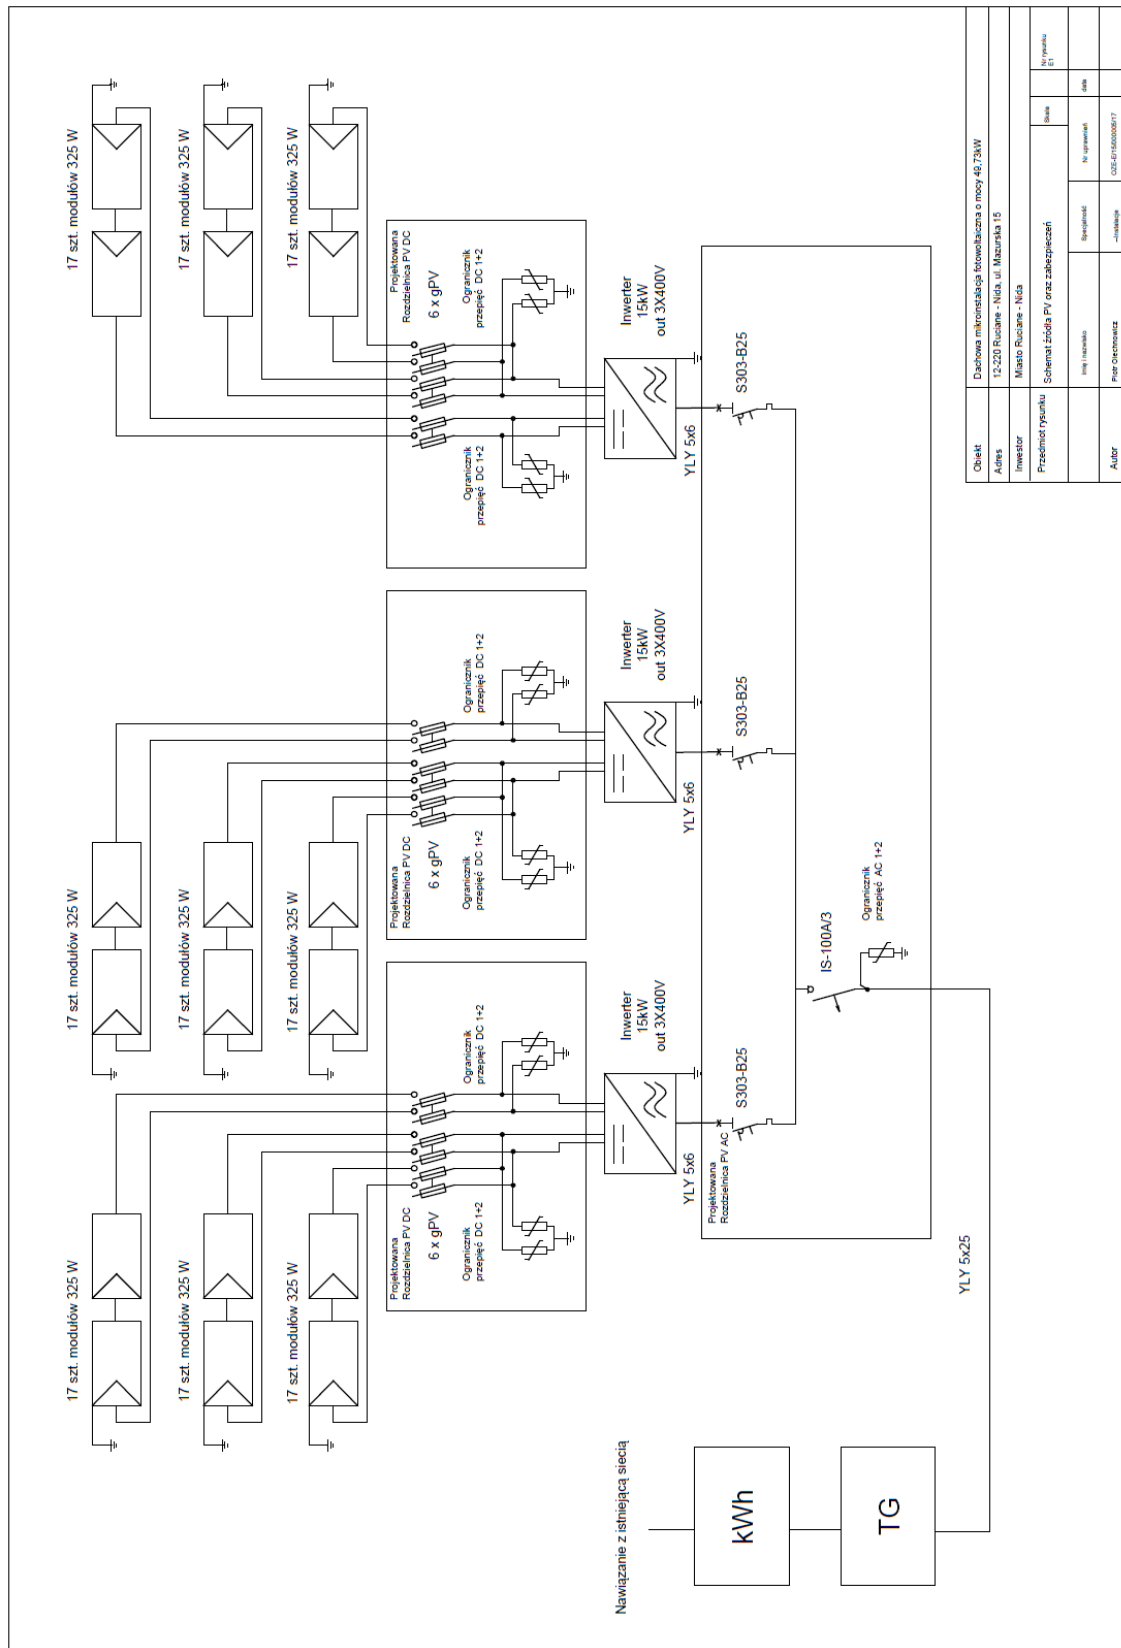 17 szt. modułów 325 W
17 szt. modułów 325 W
17 szt. modułów 325 W
17 szt. modułów 325 W
17 szt. modułów 325 W
17 szt. modułów 325 W
17 szt. modułów 325 W
17 szt. modułów 325 W
17 szt. modułów 325 W
Projektowana
Rozdzielnica PV DC
6 x gPV
Ogranicznik
przepięć DC 1+2
Ogranicznik
przepięć DC 1+2
Projektowana
Rozdzielnica PV DC
6 x gPV
Ogranicznik
przepięć DC 1+2
Ogranicznik
przepięć DC 1+2
Projektowana
Rozdzielnica PV DC
6 x gPV
Ogranicznik
przepięć DC 1+2
Ogranicznik
przepięć DC 1+2
Inwerter
15kW
out 3X400V
Inwerter
15kW
out 3X400V
Inwerter
15kW
out 3X400V
YLY 5x6
YLY 5x6
YLY 5x6
Projektowana
Rozdzielnica PV AC
S303-B25
S303-B25
S303-B25
IS-100A/3
Ogranicznik
przepięć AC 1+2
YLY 5x25
Nawiązanie z istniejącą siecią
kWh
TG
Obiekt Dachowa mikroinstalacja fotowoltaiczna o mocy 49,73kW
Adres 12-220 Ruciane - Nida, ul. Mazurska 15
Inwestor Miasto Ruciane - Nida
Przedmiot rysunku Schemat źródła PV oraz zabezpieczeń Skala Nr rysunku
E1
Imię i nazwisko Specjalność Nr uprawnień data
Autor Piotr Olechnowicz